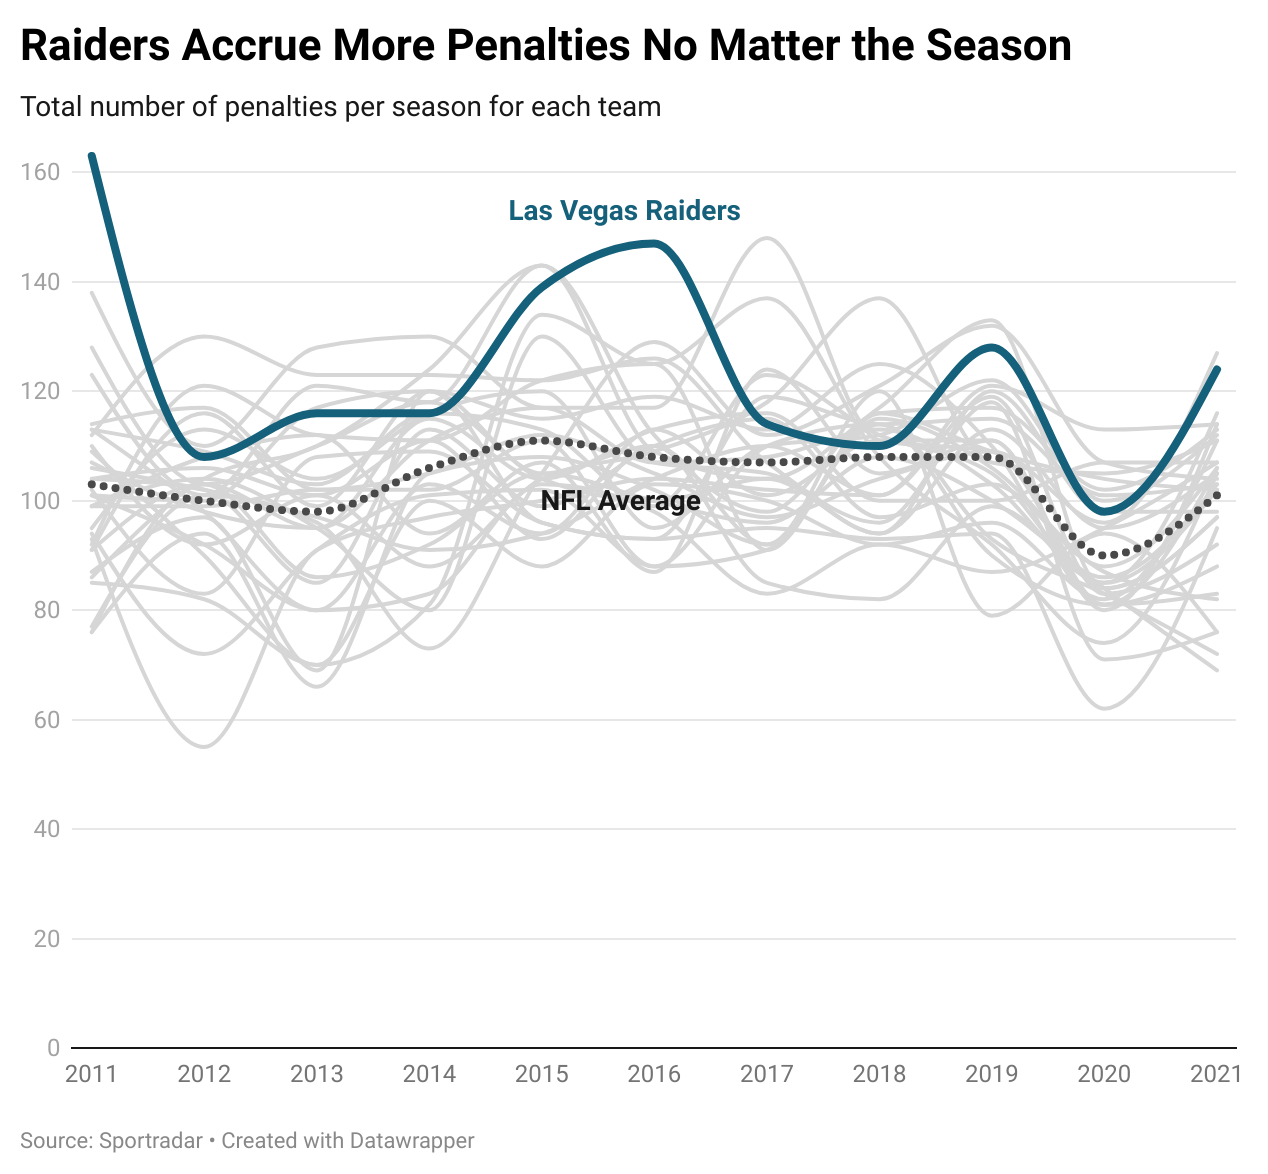 Raiders Accrue More Penalties No Matter the Season
Total number of penalties per season for each team
160
Las Vegas Raiders
140
120
100
NFL Average
80
60
40
20
0
2011 2012 2013 2014 2015 2016 2017 2018 2019 2020 2021
Source: Sportradar • Created with Datawrapper